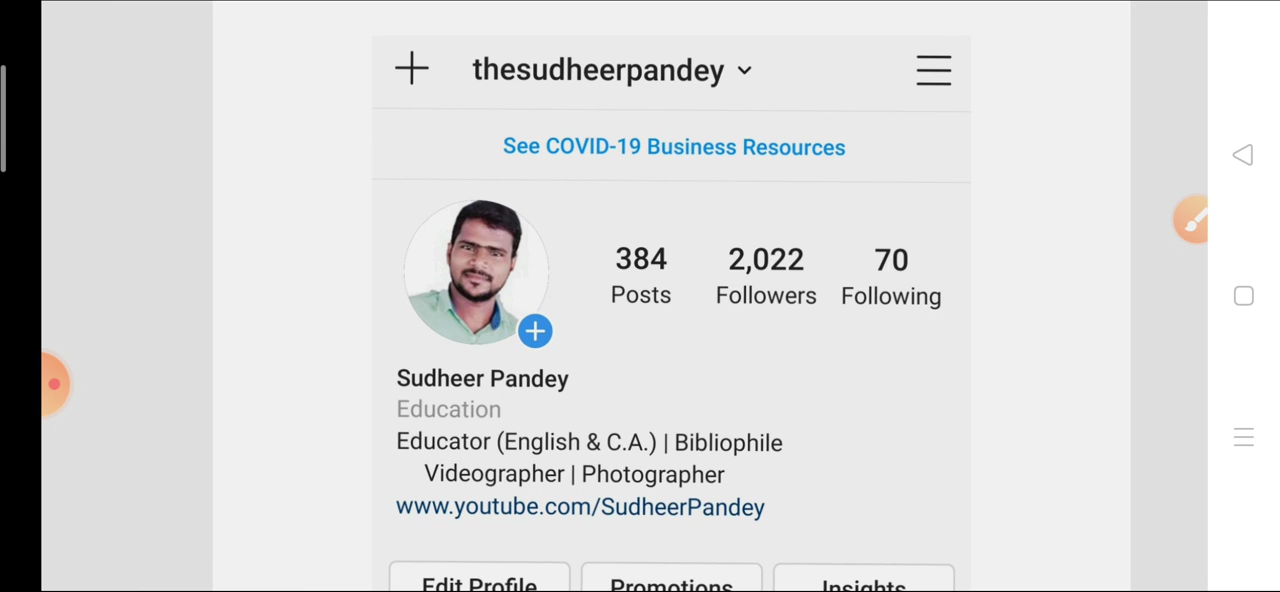 thesudheerpandey
See COVID-19 Business Resources
384 2,022 70
Posts Followers Following
Sudheer Pandey
Education
Educator (English & C.A.) | Bibliophile
Videographer | Photographer
www.youtube.com/SudheerPandey
Edit Profile Promotions Insights